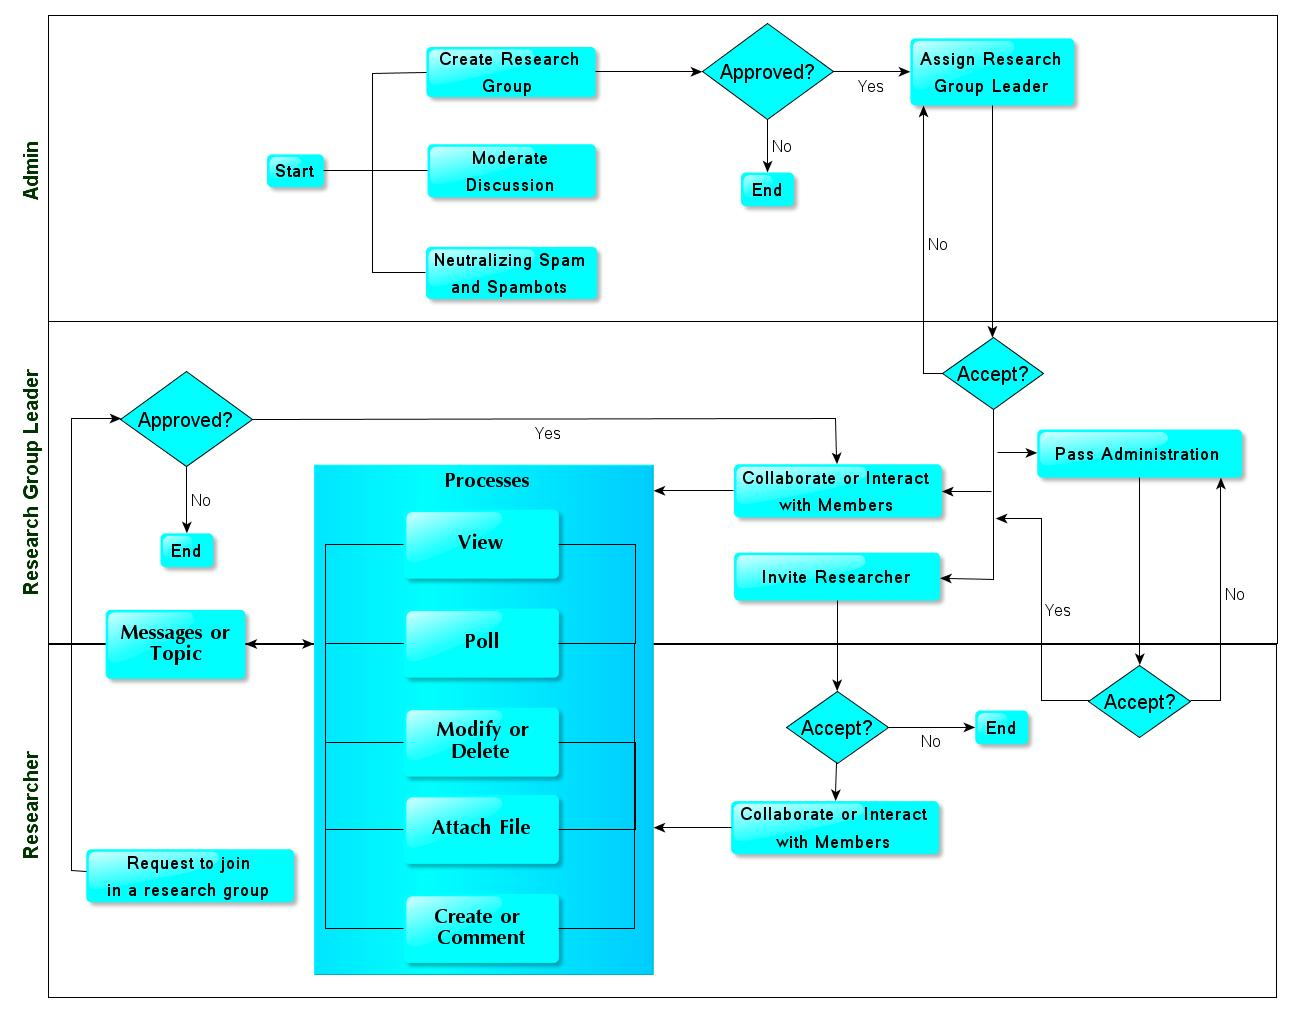 Admin
Start
Create Research
Group
Approved?
Yes
No
End
Assign Research
Group Leader
Moderate
Discussion
Neutralizing Spam
and Spambots
No
Research Group Leader
Accept?
Approved?
Yes
No
End
Pass Administration
Collaborate or Interact
with Members
Invite Researcher
Yes
No
Processes
View
Poll
Modify or
Delete
Attach File
Create or
Comment
Messages or
Topic
Researcher
Accept?
No
End
Accept?
Collaborate or Interact
with Members
Request to join
in a research group